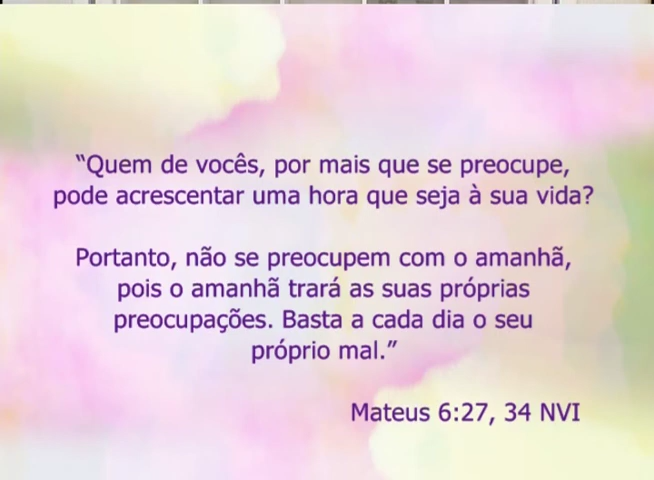 “Quem de vocês, por mais que se preocupe,
pode acrescentar uma hora que seja à sua vida?
Portanto, não se preocupem com o amanhã,
pois o amanhã trará as suas próprias
preocupações. Basta a cada dia o seu
próprio mal.”
Mateus 6:27, 34 NVI